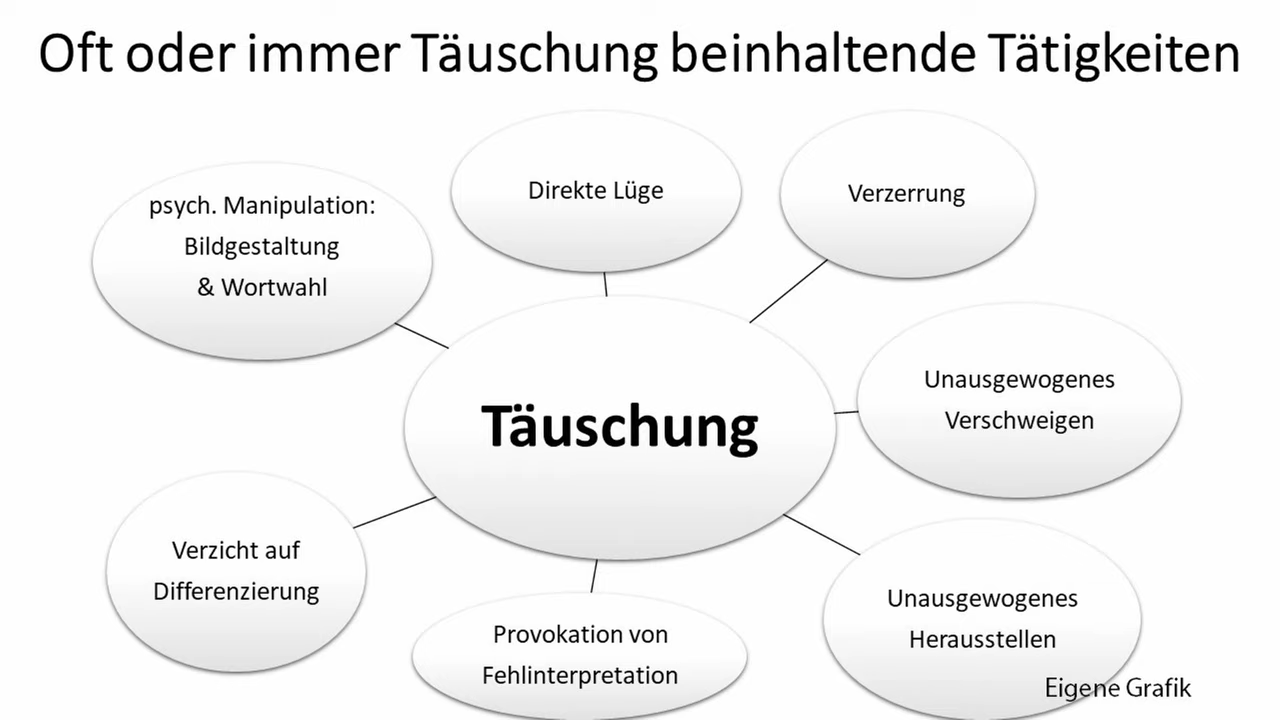 Oft oder immer Täuschung beinhaltende Tätigkeiten
Direkte Lüge
Verzerrung
psych. Manipulation:
Bildgestaltung
& Wortwahl
Unausgewogenes
Verschweigen
Täuschung
Verzicht auf
Differenzierung
Unausgewogenes
Herausstellen
Provokation von
Fehlinterpretation
Eigene Grafik